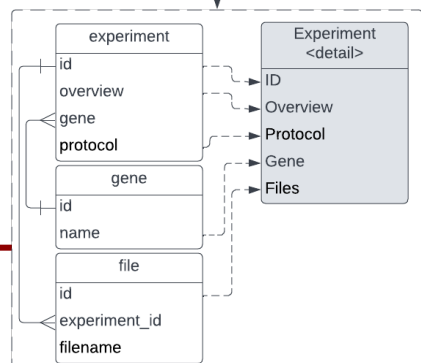 experiment
id
overview
gene
protocol
gene
id
name
file
id
experiment_id
filename
Experiment
<detail>
ID
Overview
Protocol
Gene
Files